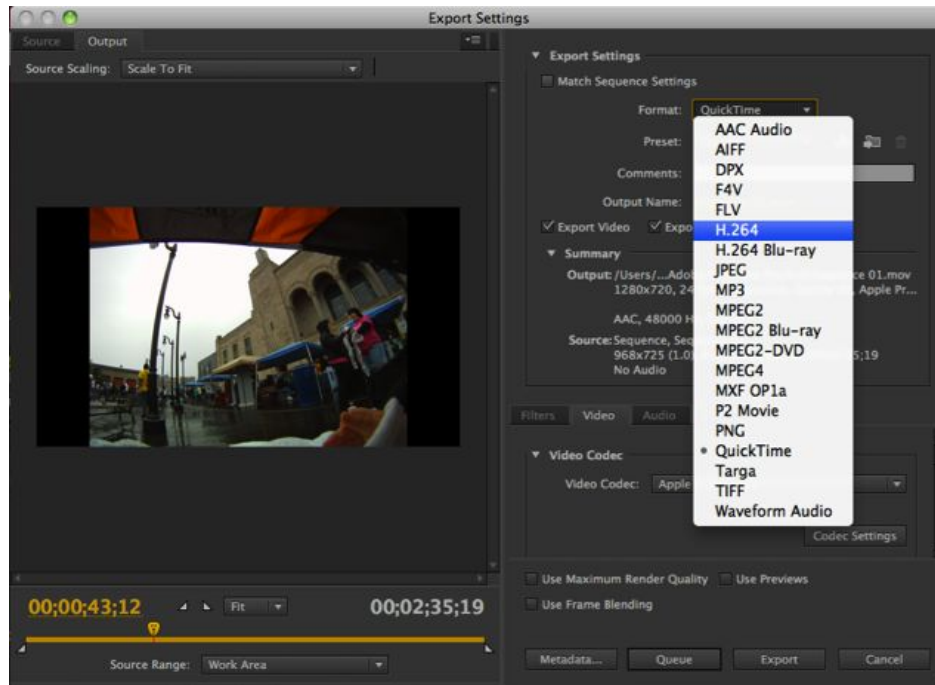 Export Settings
Source Output
Source Scaling: Scale To Fit
00;00;43;12 Fit 00;02;35;19
Source Range: Work Area
Export Settings
Match Sequence Settings
Format: QuickTime
Preset:
Comments:
Output Name:
Export Video Expo
Summary
Output: /Users/...Adob ce 01.mov
1280x720, 24 , Apple Pr...
AAC, 48000 H
Source: Sequence, Seq
968x725 (1.0) 5;19
No Audio
AAC Audio
AIFF
DPX
F4V
FLV
H.264
H.264 Blu-ray
JPEG
MP3
MPEG2
MPEG2 Blu-ray
MPEG2-DVD
MPEG4
MXF OP1a
P2 Movie
PNG
QuickTime
Targa
TIFF
Waveform Audio
Filters Video Audio
Video Codec
Video Codec: Apple
Codec Settings
Use Maximum Render Quality Use Previews
Use Frame Blending
Metadata... Queue Export Cancel